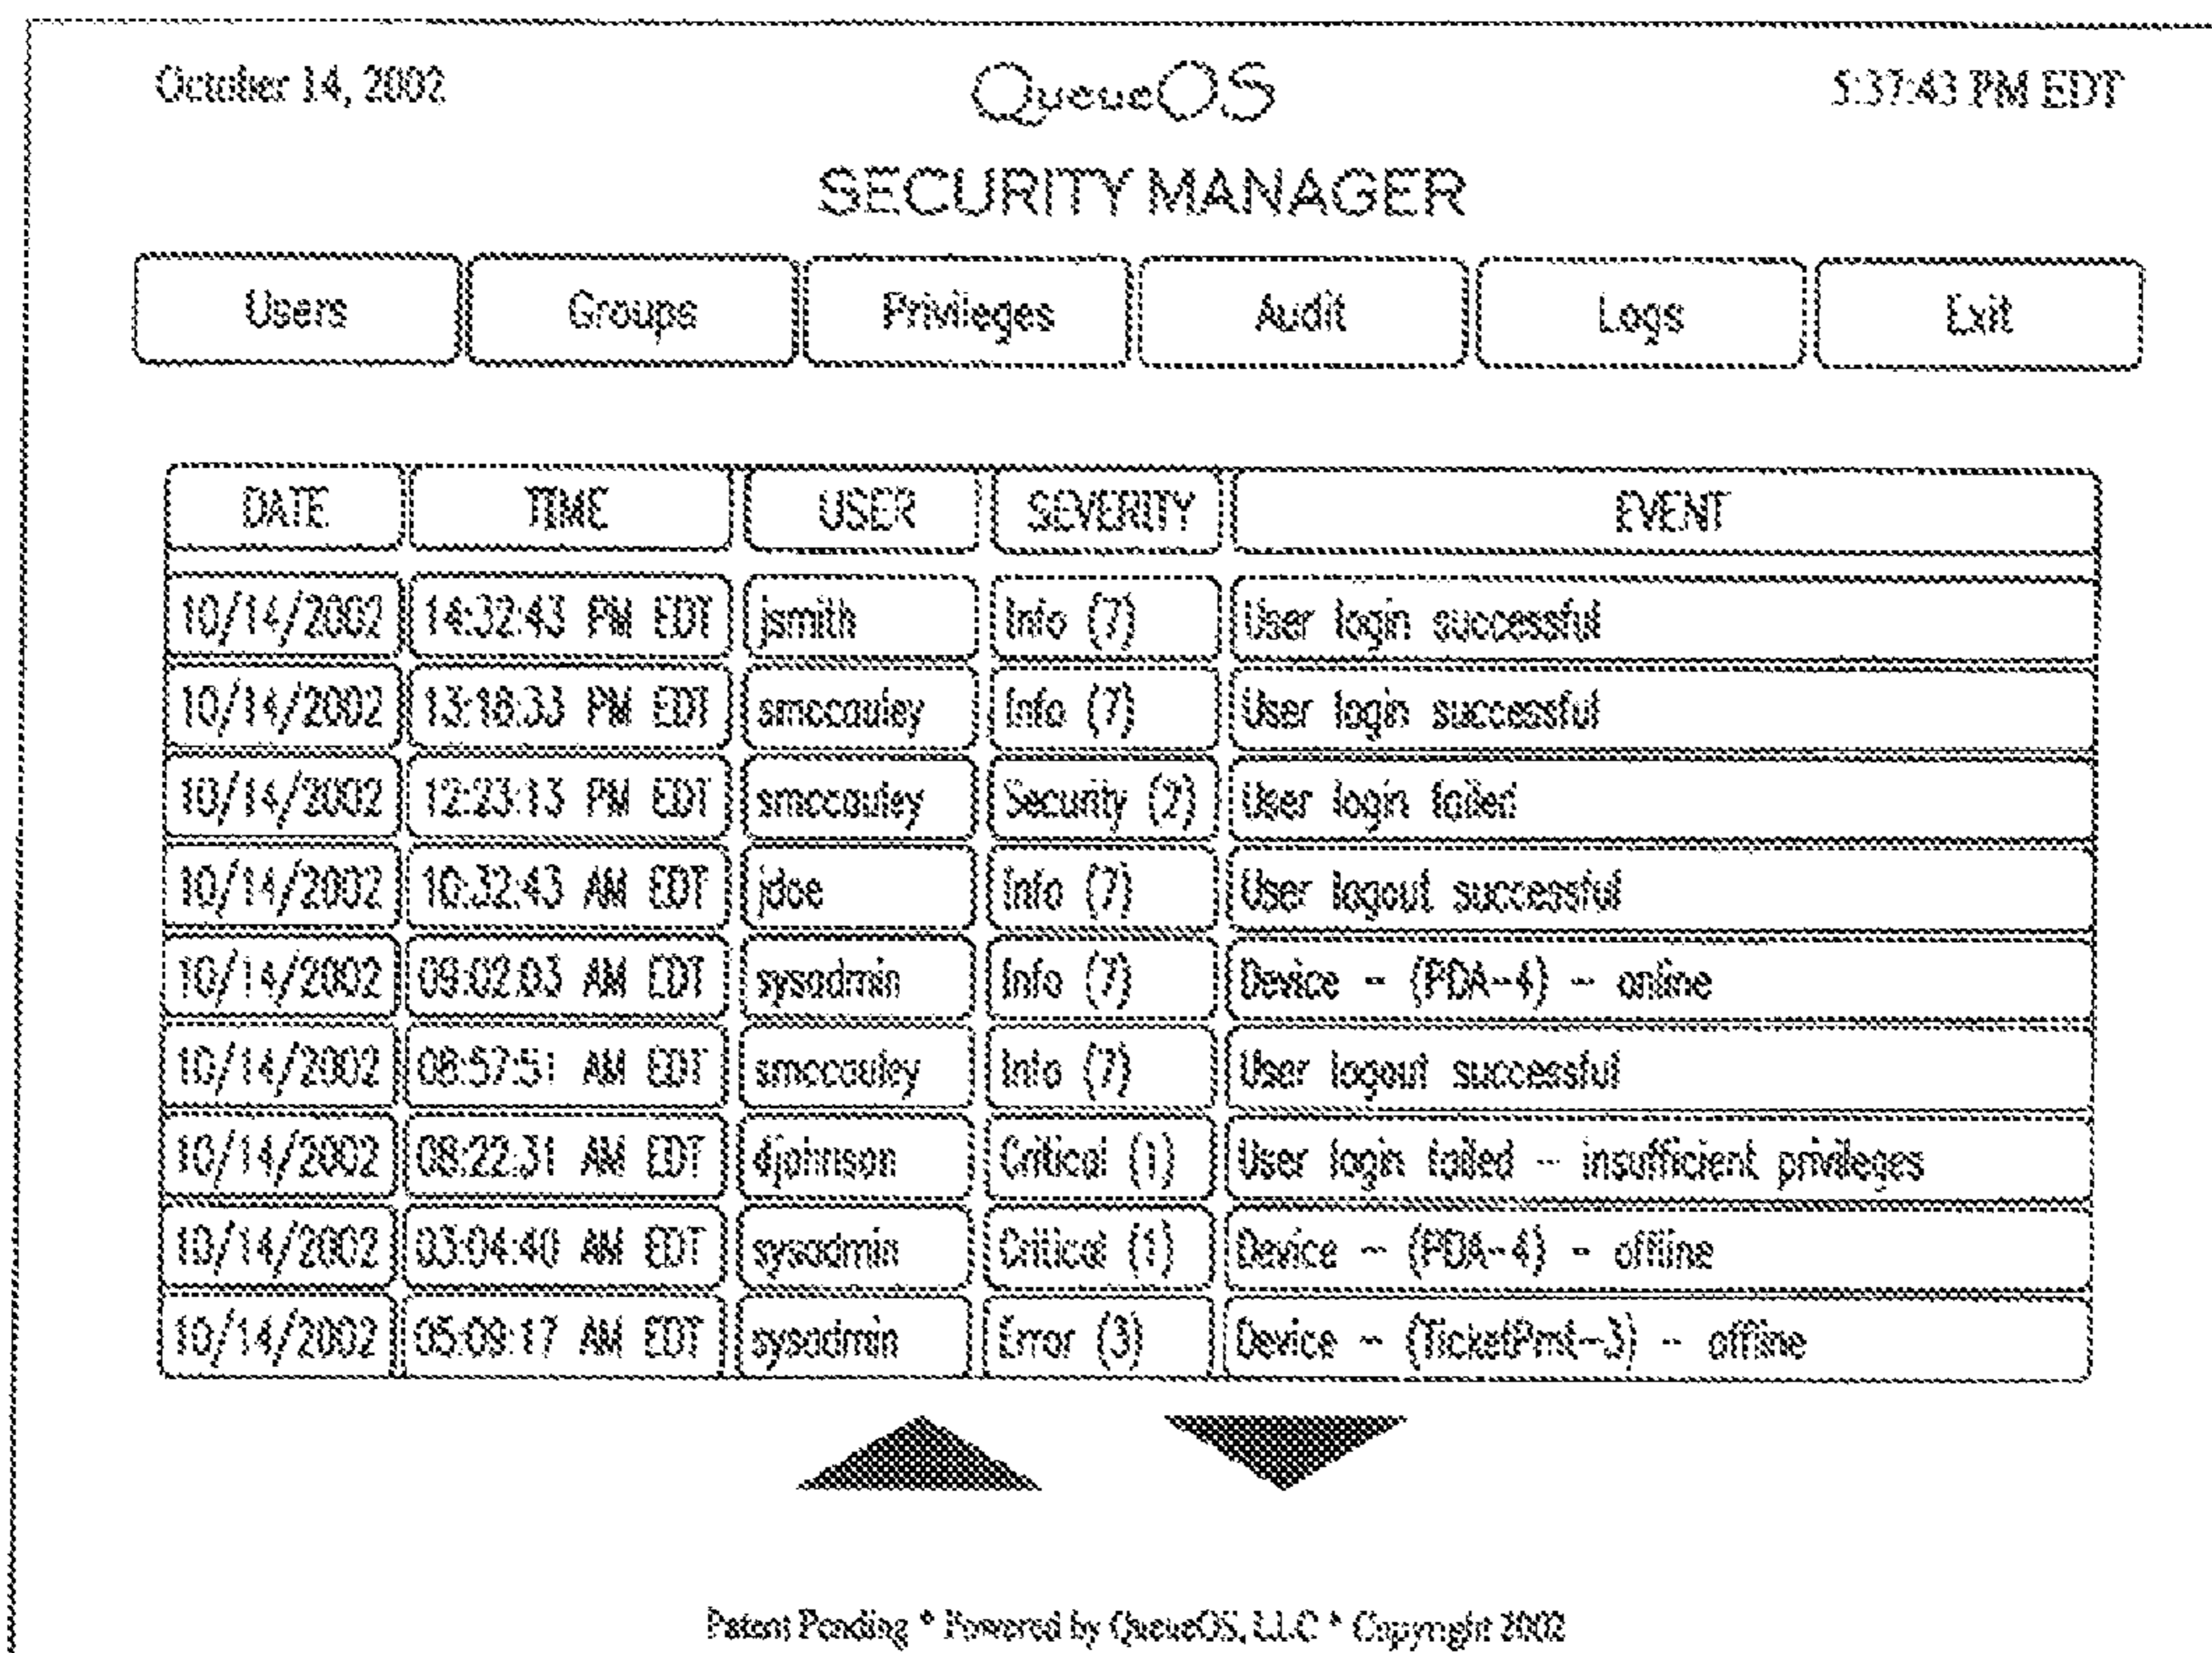 October 14, 2002 QueueOS 5:37:43 PM EDT
SECURITY MANAGER
Users Groups Privileges Audit Logs Exit
DATE TIME USER SEVERITY EVENT
10/14/2002 14:32:43 PM EDT jsmith Info (7) User login successful
10/14/2002 13:18:33 PM EDT smccauley Info (7) User login successful
10/14/2002 12:23:13 PM EDT smccauley Security (2) User login failed
10/14/2002 10:32:43 AM EDT jdoe Info (7) User logout successful
10/14/2002 09:02:03 AM EDT sysadmin Info (7) Device -- (PDA-4) -- online
10/14/2002 08:57:51 AM EDT smccauley Info (7) User logout successful
10/14/2002 08:22:31 AM EDT djohnson Critical (1) User login failed -- insufficient privileges
10/14/2002 03:04:40 AM EDT sysadmin Critical (1) Device -- (PDA-4) -- offline
10/14/2002 05:09:17 AM EDT sysadmin Error (3) Device -- (TicketPmt-3) -- offline
Patent Pending * Powered by QueueOS, LLC * Copyright 2002